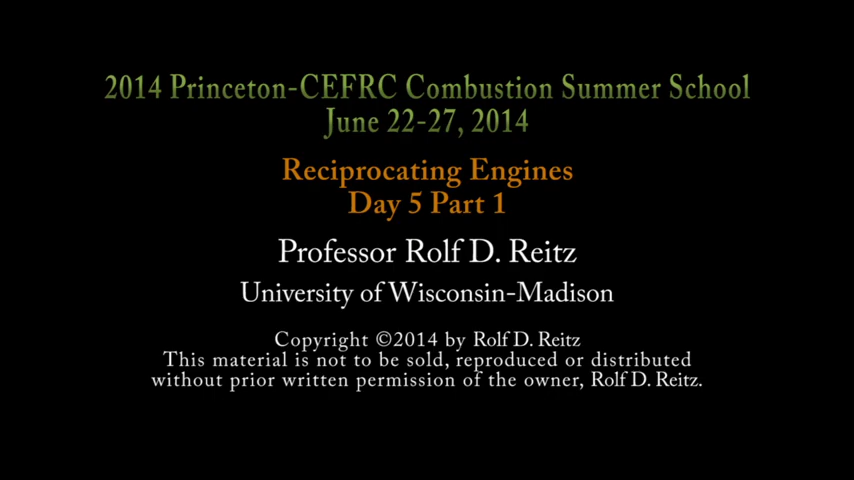 2014 Princeton-CEFRC Combustion Summer School
June 22-27, 2014
Reciprocating Engines
Day 5 Part 1
Professor Rolf D. Reitz
University of Wisconsin-Madison
Copyright ©2014 by Rolf D. Reitz
This material is not to be sold, reproduced or distributed
without prior written permission of the owner, Rolf D. Reitz.